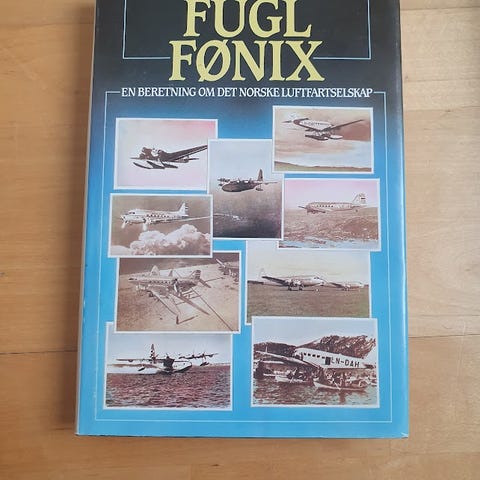 FUGL
FØNIX
EN BERETNING OM DET NORSKE LUFTFARTSELSKAP
LN-DAH